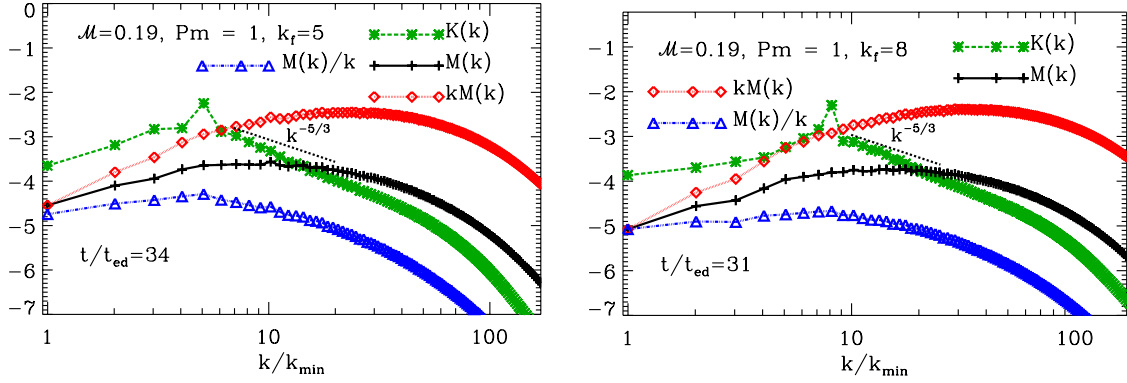 0
-1
-2
-3
-4
-5
-6
-7
ℳ=0.19, Pm = 1, k_f=5
K(k)
M(k)/k
M(k)
kM(k)
k^{-5/3}
t/t_ed=34
1
10
100
k/k_min
-1
-2
-3
-4
-5
-6
-7
ℳ=0.19, Pm = 1, k_f=8
K(k)
M(k)
kM(k)
M(k)/k
k^{-5/3}
t/t_ed=31
1
10
100
k/k_min